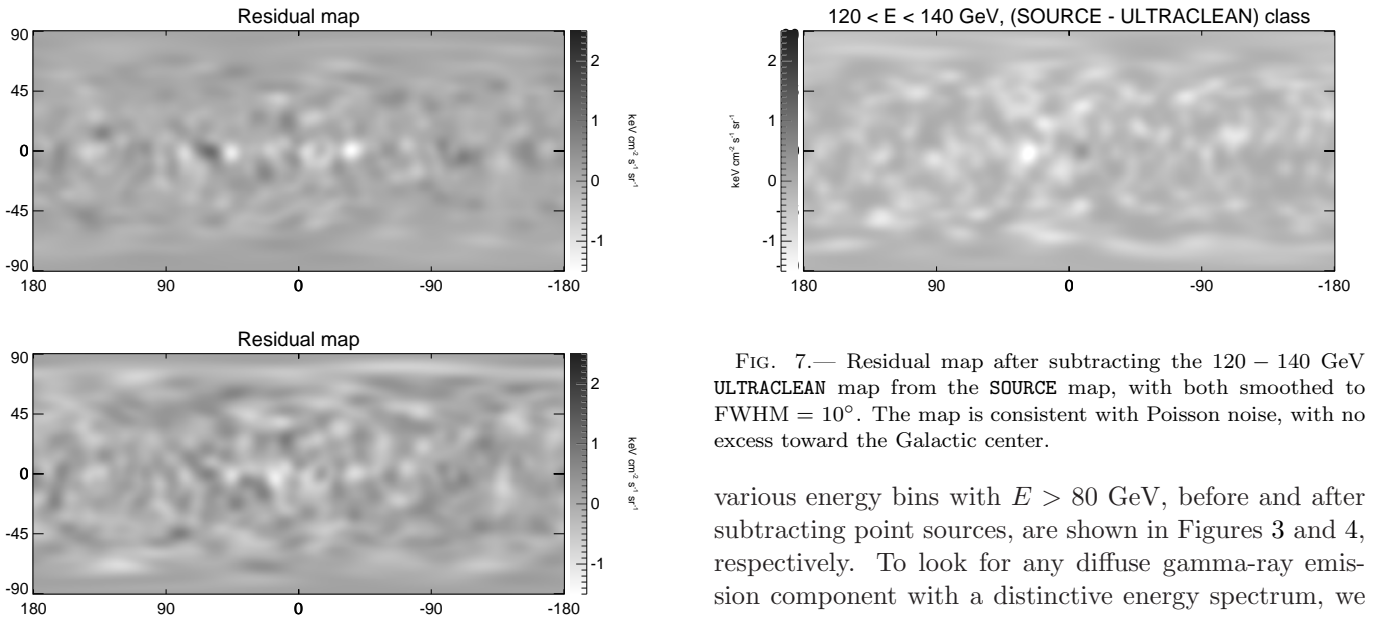 Residual map
90
45
0
-45
-90
180 90 0 -90 -180
2
1
0
-1
keV cm⁻² s⁻¹ sr⁻¹
Residual map
90
45
0
-45
-90
180 90 0 -90 -180
2
1
0
-1
keV cm⁻² s⁻¹ sr⁻¹
120 < E < 140 GeV, (SOURCE - ULTRACLEAN) class
keV cm⁻² s⁻¹ sr⁻¹
2
1
0
-1
180 90 0 -90 -180
FIG. 7.— Residual map after subtracting the 120 − 140 GeV
ULTRACLEAN map from the SOURCE map, with both smoothed to
FWHM = 10°. The map is consistent with Poisson noise, with no
excess toward the Galactic center.
various energy bins with E > 80 GeV, before and after
subtracting point sources, are shown in Figures 3 and 4,
respectively. To look for any diffuse gamma-ray emis-
sion component with a distinctive energy spectrum, we